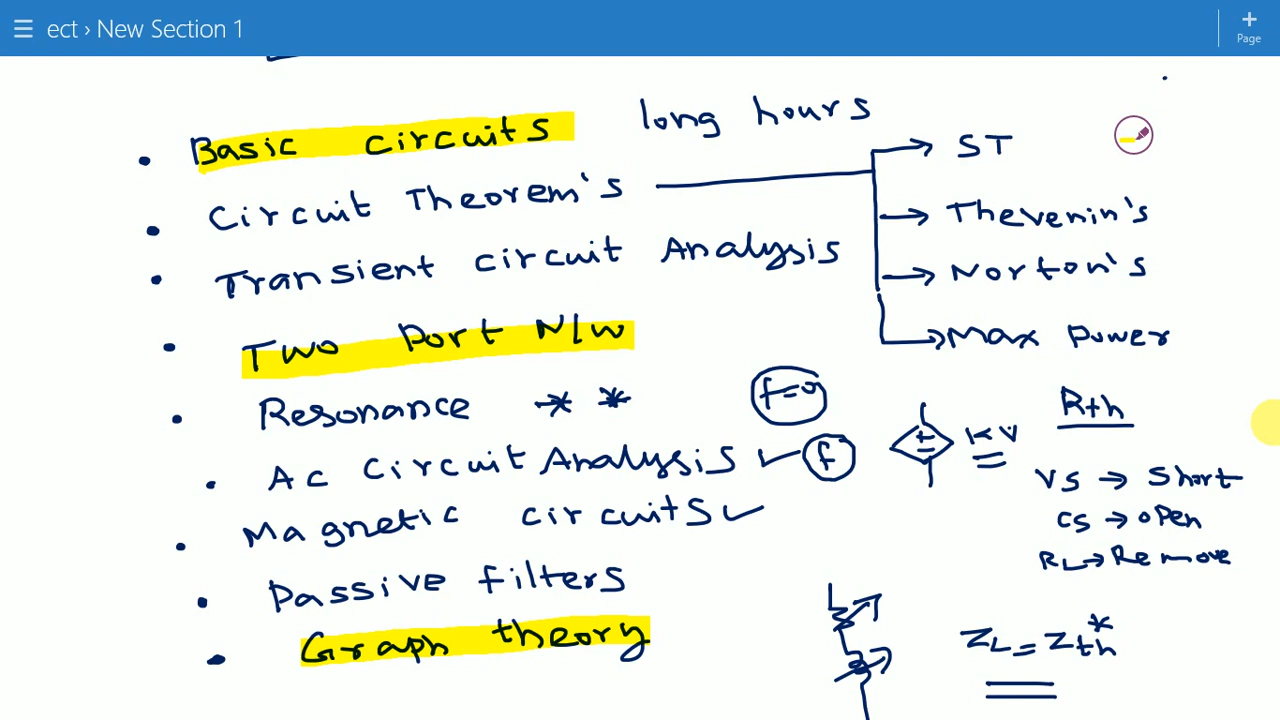 ect › New Section 1
Page
• Basic circuits
long hours
• Circuit Theorem's
→ ST
→ Thevenin's
→ Norton's
→ Max Power
• Transient circuit Analysis
• Two Port N/w
• Resonance * *
f=0
• Ac Circuit Analysis ✓ f
• Magnetic circuits ✓
• Passive filters
• Graph theory
KV
Rth
VS → Short
CS → open
RL → Remove
ZL = Zth*